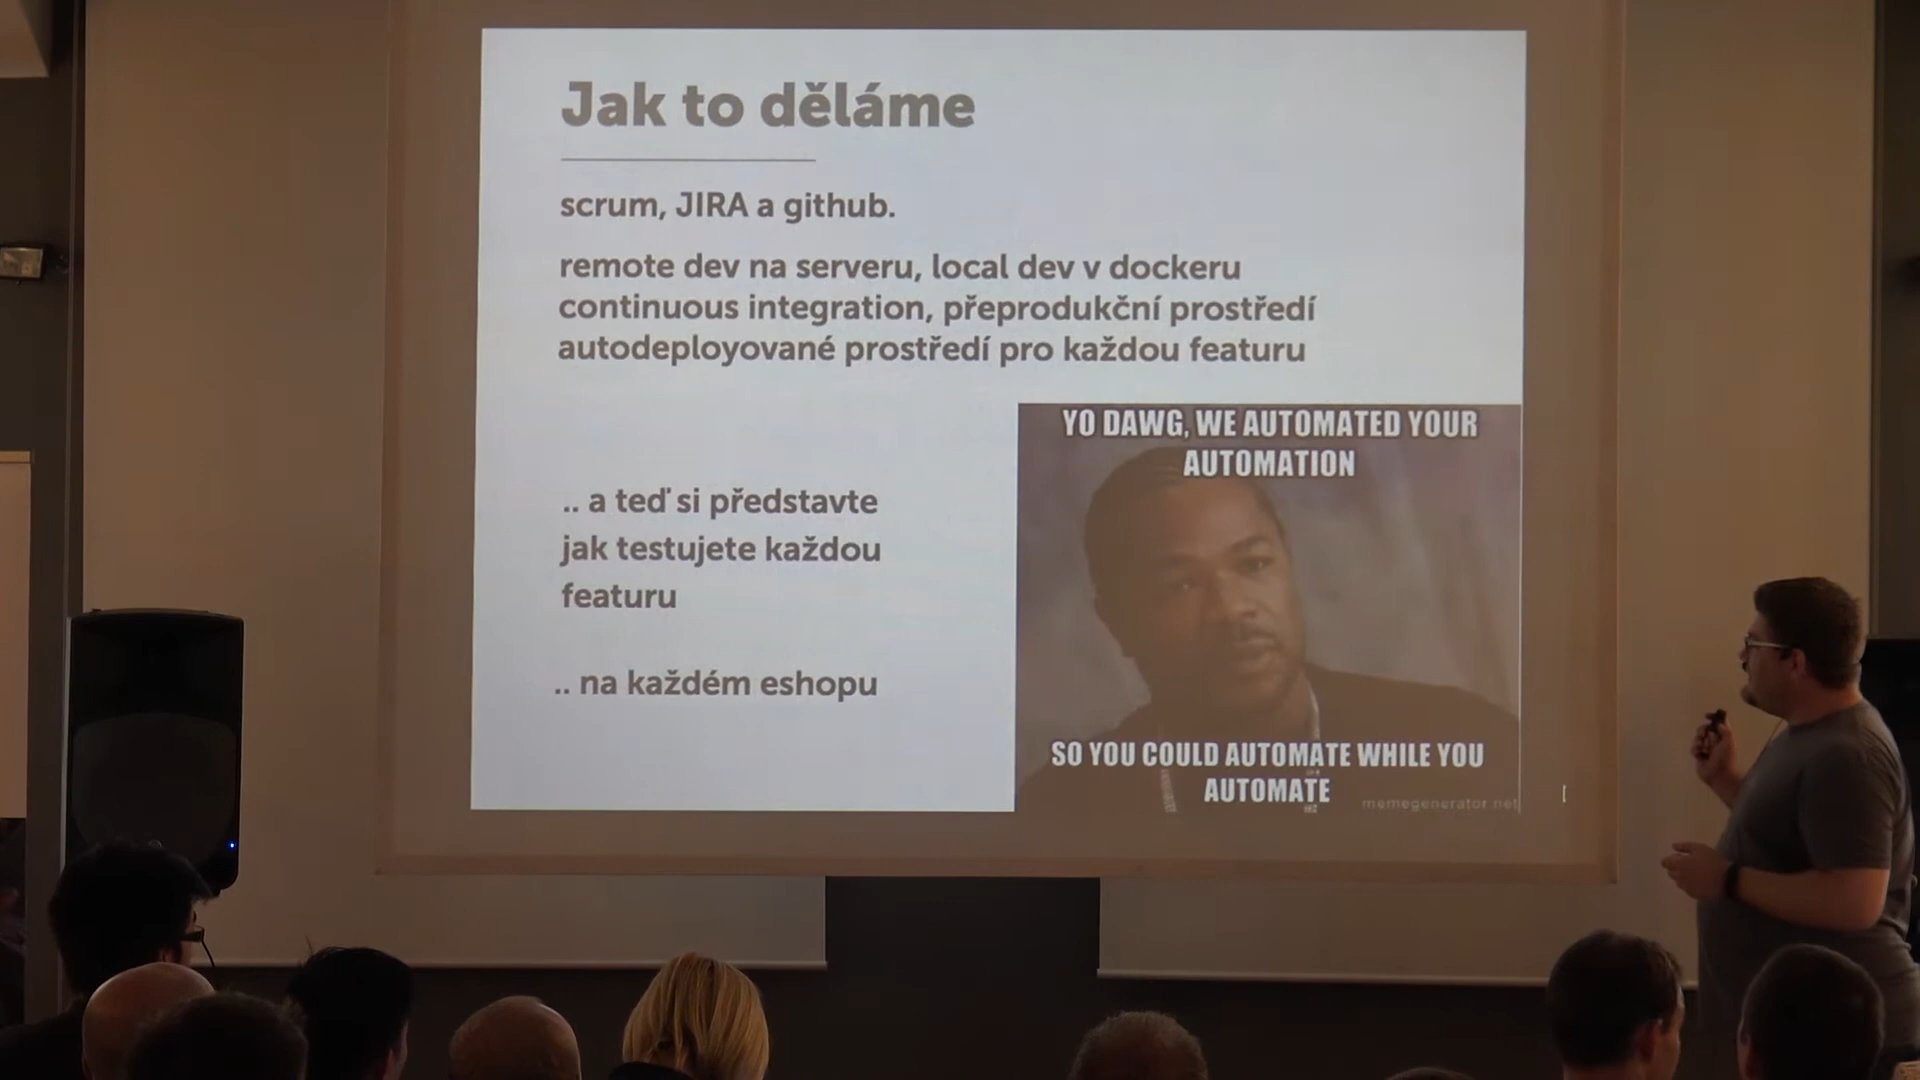 Jak to děláme
scrum, JIRA a github.
remote dev na serveru, local dev v dockeru
continuous integration, přeprodukční prostředí
autodeployované prostředí pro každou featuru
.. a teď si představte
jak testujete každou
featuru
.. na každém eshopu
YO DAWG, WE AUTOMATED YOUR
AUTOMATION
SO YOU COULD AUTOMATE WHILE YOU
AUTOMATE
memegenerator.net